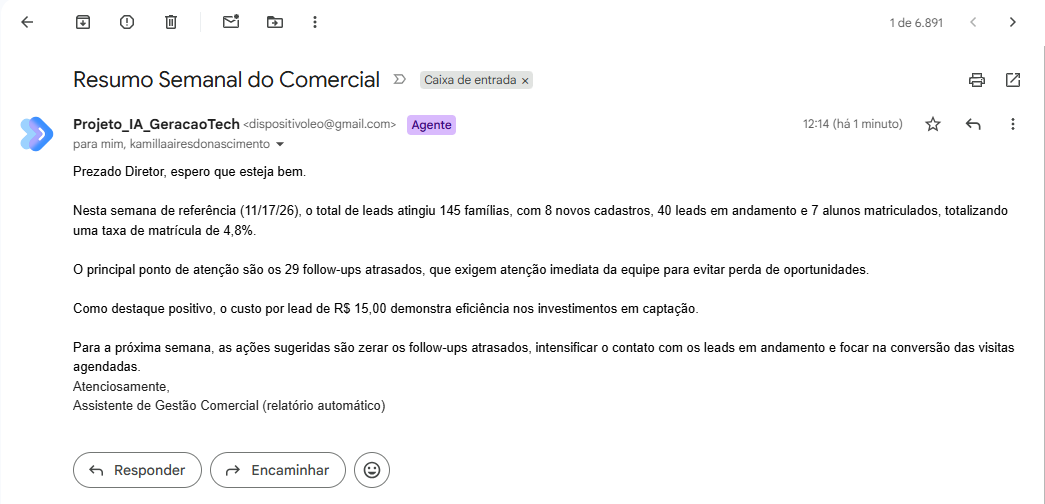 1 de 6.891
Resumo Semanal do Comercial Caixa de entrada ×
Projeto_IA_GeracaoTech <dispositivoleo@gmail.com> Agente 12:14 (há 1 minuto)
para mim, kamillaairesdonascimento
Prezado Diretor, espero que esteja bem.
Nesta semana de referência (11/17/26), o total de leads atingiu 145 famílias, com 8 novos cadastros, 40 leads em andamento e 7 alunos matriculados, totalizando
uma taxa de matrícula de 4,8%.
O principal ponto de atenção são os 29 follow-ups atrasados, que exigem atenção imediata da equipe para evitar perda de oportunidades.
Como destaque positivo, o custo por lead de R$ 15,00 demonstra eficiência nos investimentos em captação.
Para a próxima semana, as ações sugeridas são zerar os follow-ups atrasados, intensificar o contato com os leads em andamento e focar na conversão das visitas
agendadas.
Atenciosamente,
Assistente de Gestão Comercial (relatório automático)
Responder Encaminhar